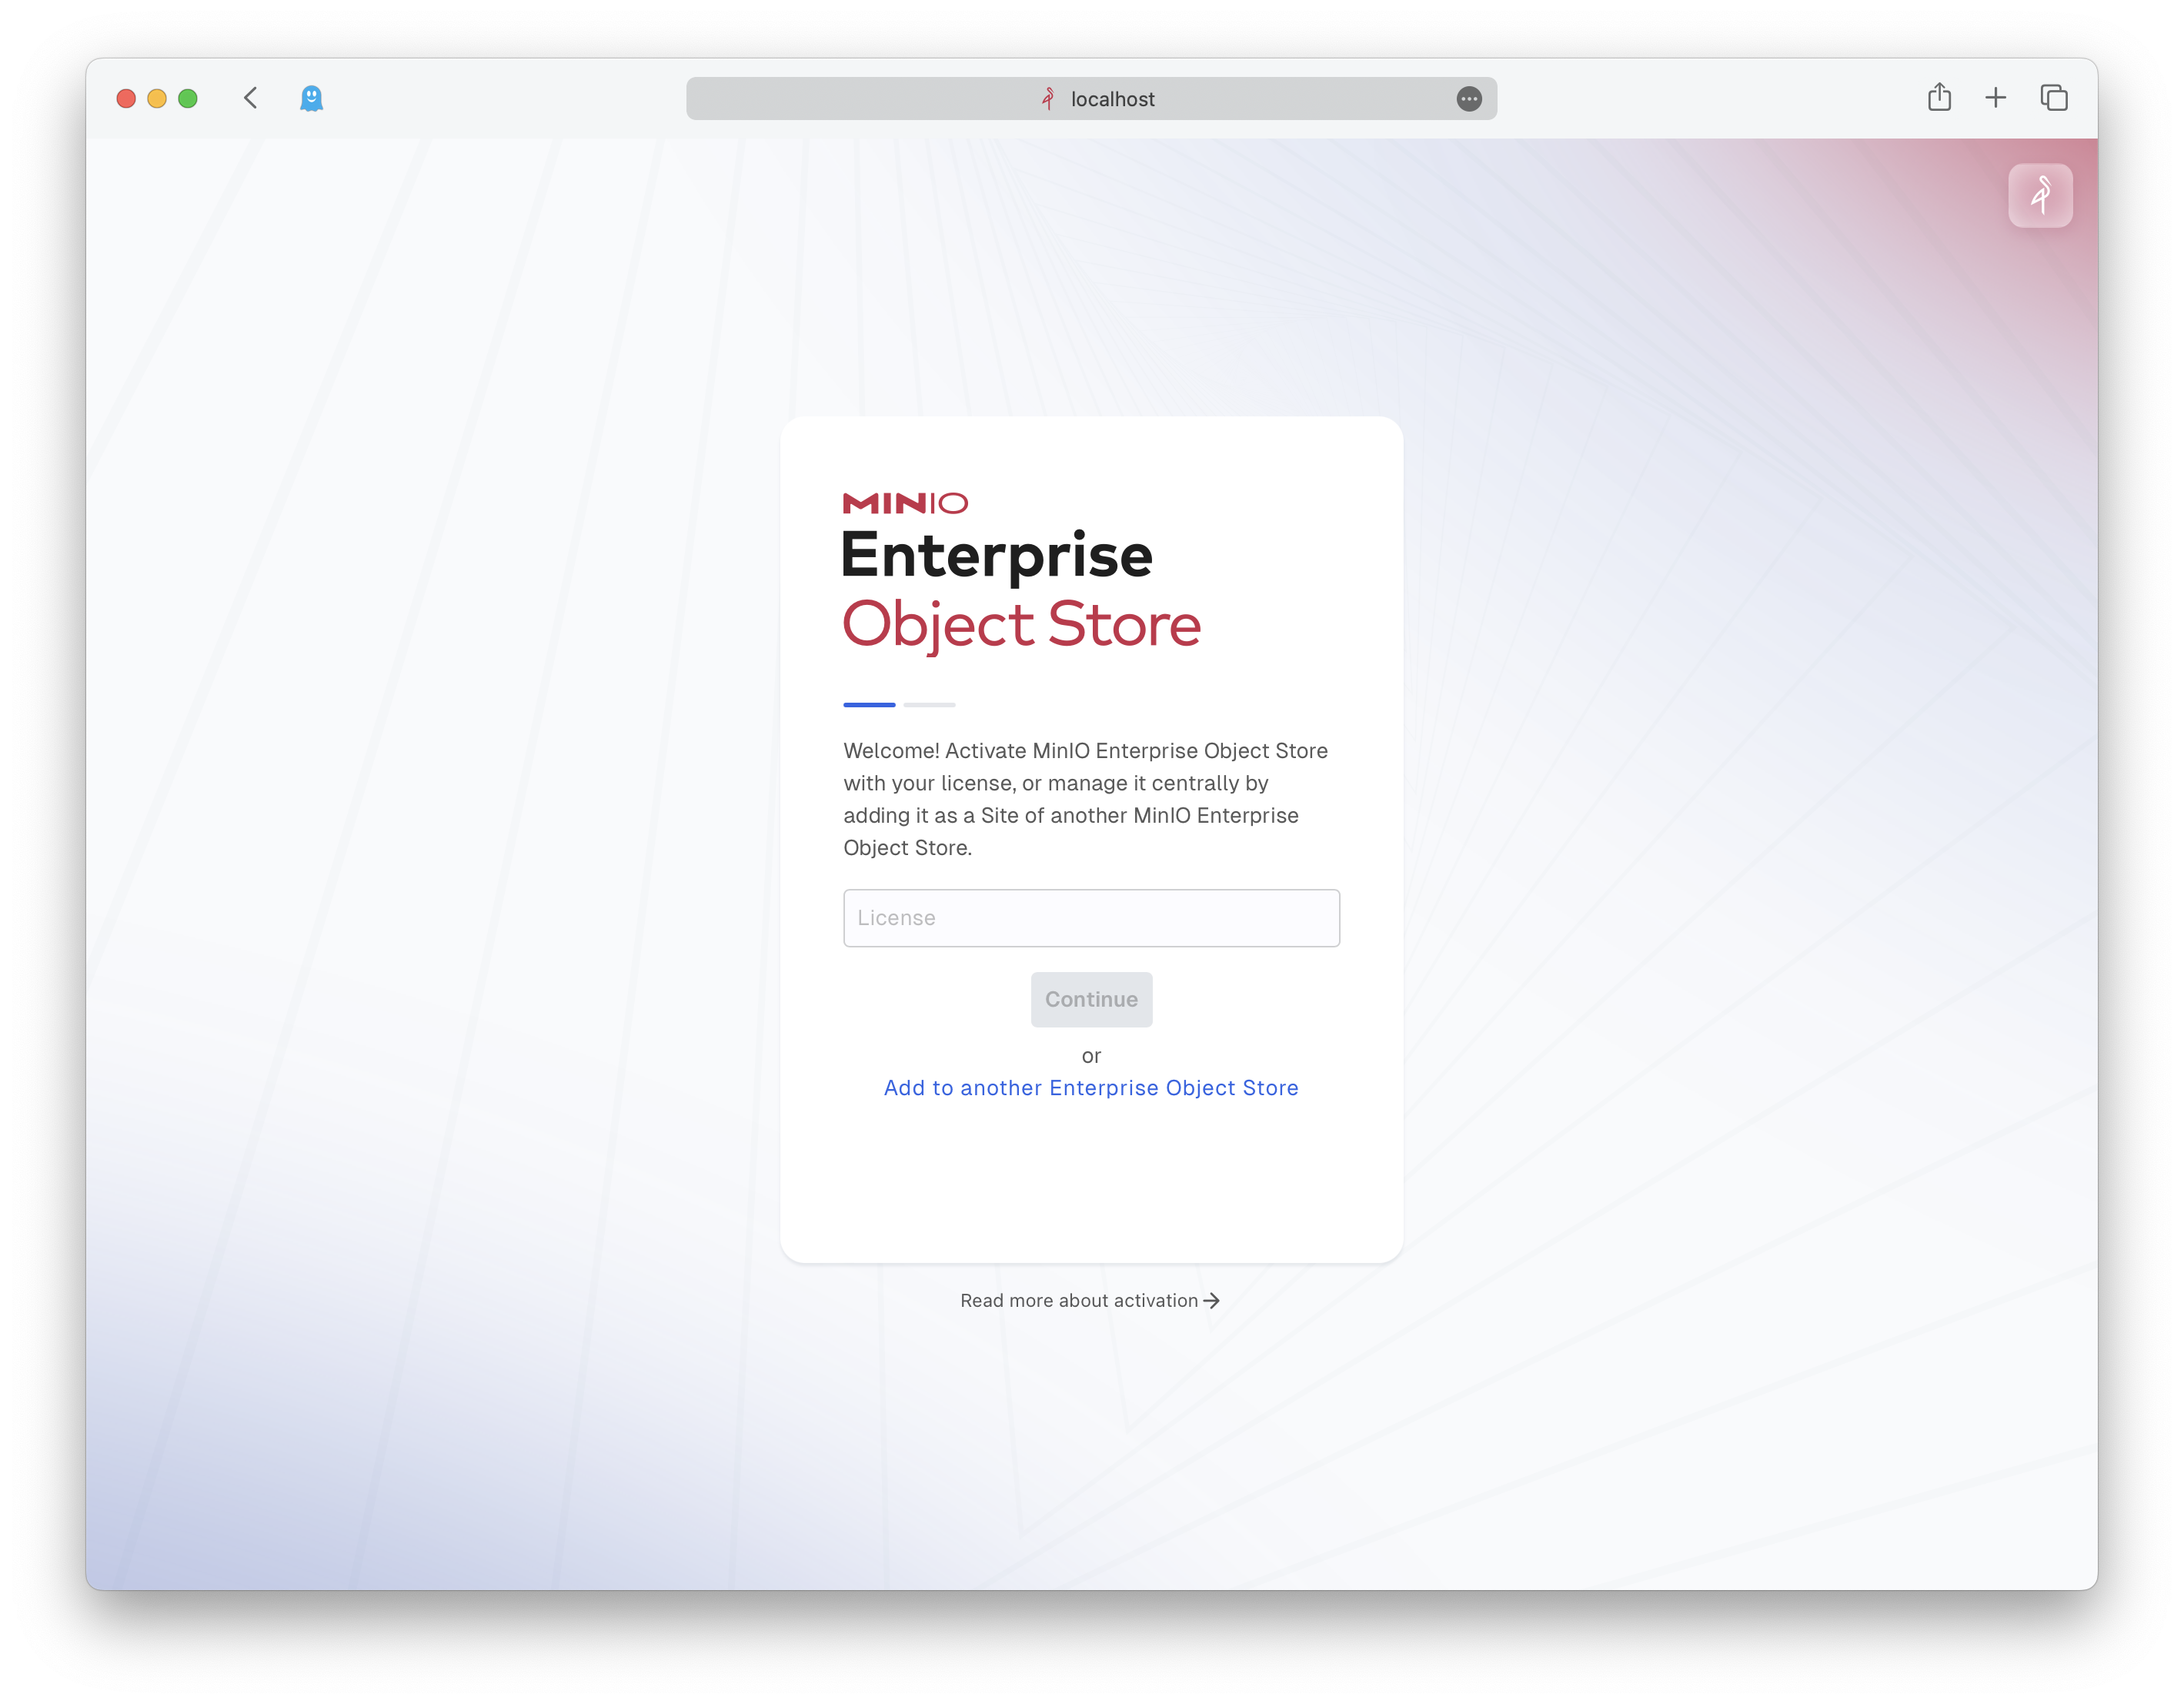 localhost
MINIO
Enterprise
Object Store
Welcome! Activate MinIO Enterprise Object Store
with your license, or manage it centrally by
adding it as a Site of another MinIO Enterprise
Object Store.
License
Continue
or
Add to another Enterprise Object Store
Read more about activation